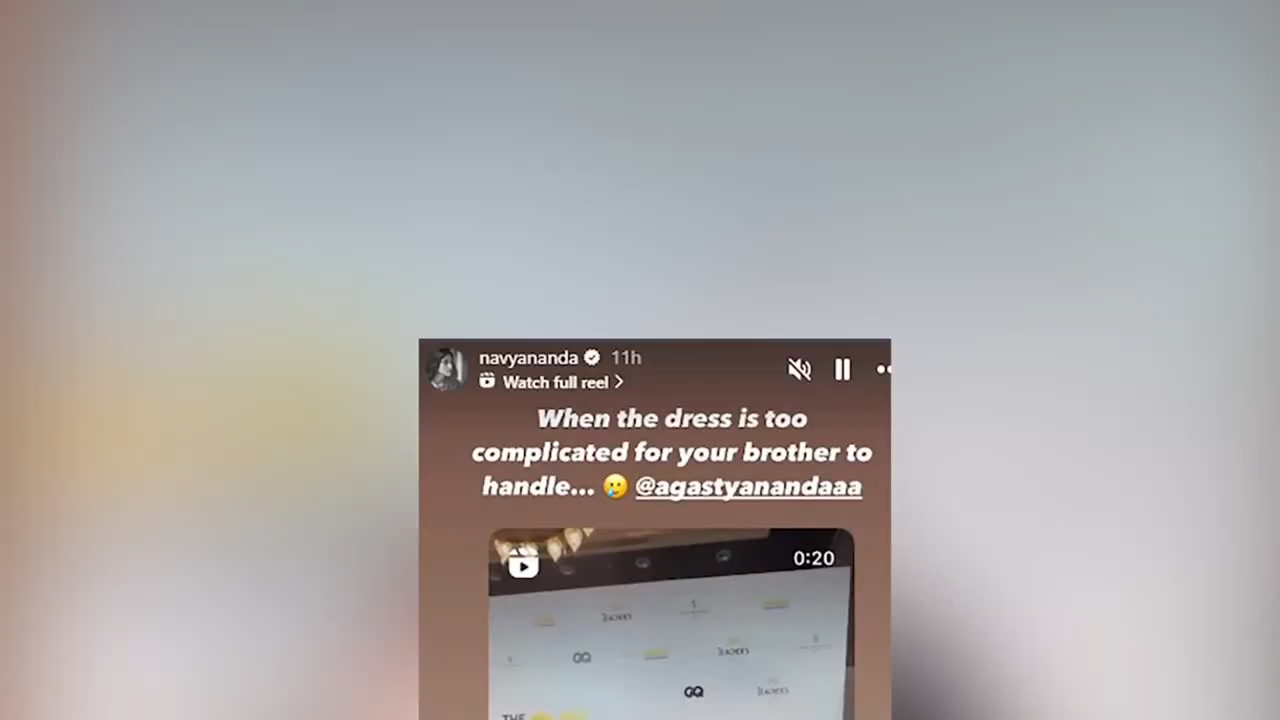 navyananda 11h
Watch full reel >
When the dress is too
complicated for your brother to
handle... 🥲 @agastyanandaaa
0:20
GQ
GQ
THE